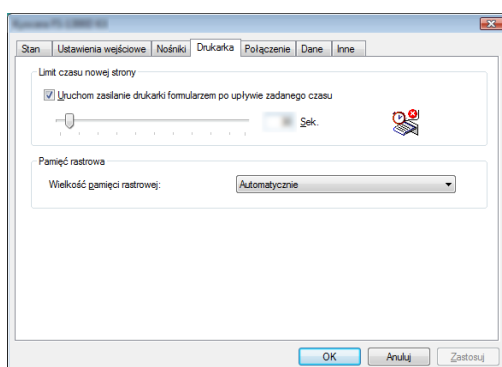 Stan Ustawienia wejściowe Nośniki Drukarka Połączenie Dane Inne
Limit czasu nowej strony
Uruchom zasilanie drukarki formularzem po upływie zadanego czasu
Sek.
Pamięć rastrowa
Wielkość pamięci rastrowej: Automatycznie
OK Anuluj Zastosuj